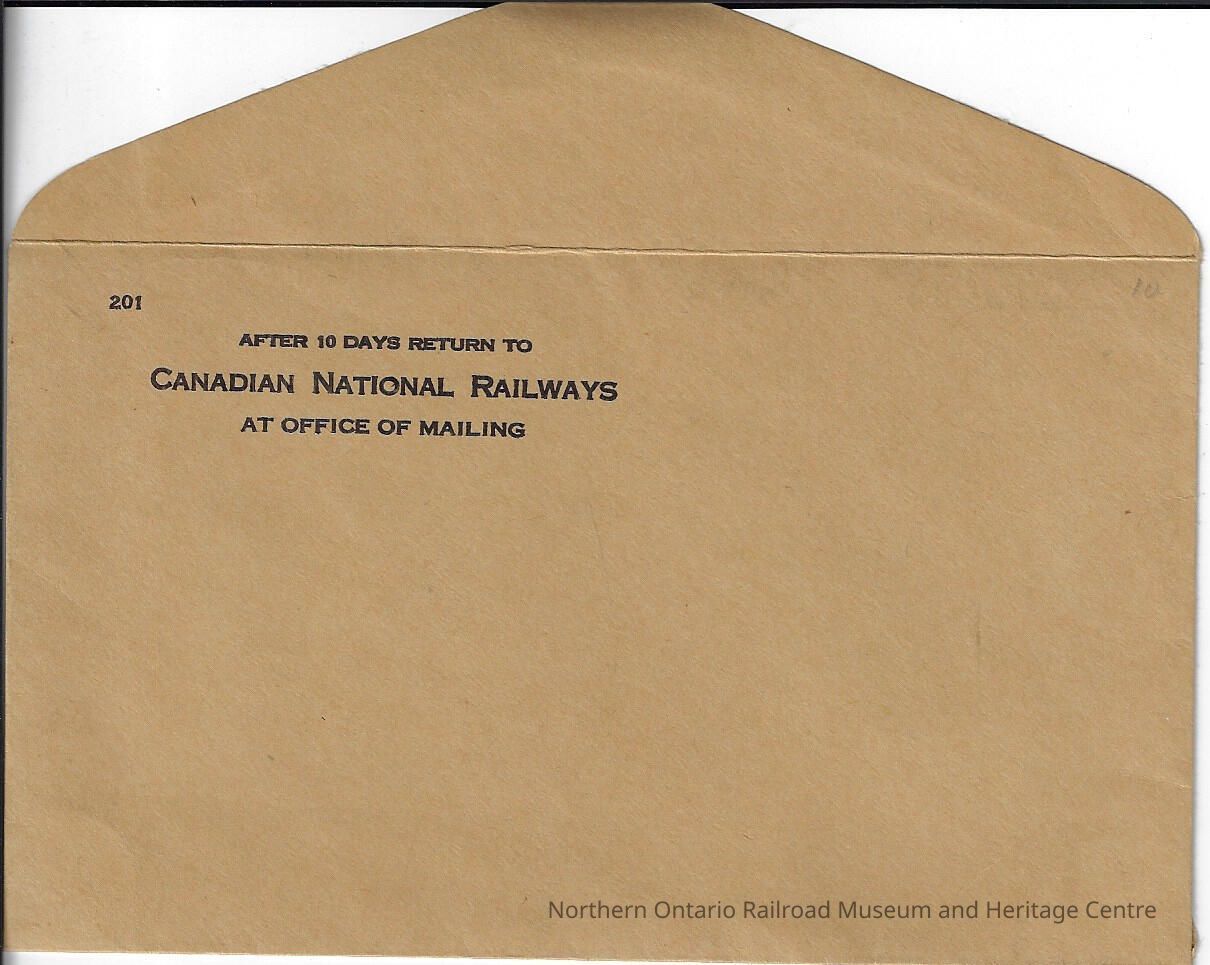 201
10
AFTER 10 DAYS RETURN TO
CANADIAN NATIONAL RAILWAYS
AT OFFICE OF MAILING
Northern Ontario Railroad Museum and Heritage Centre